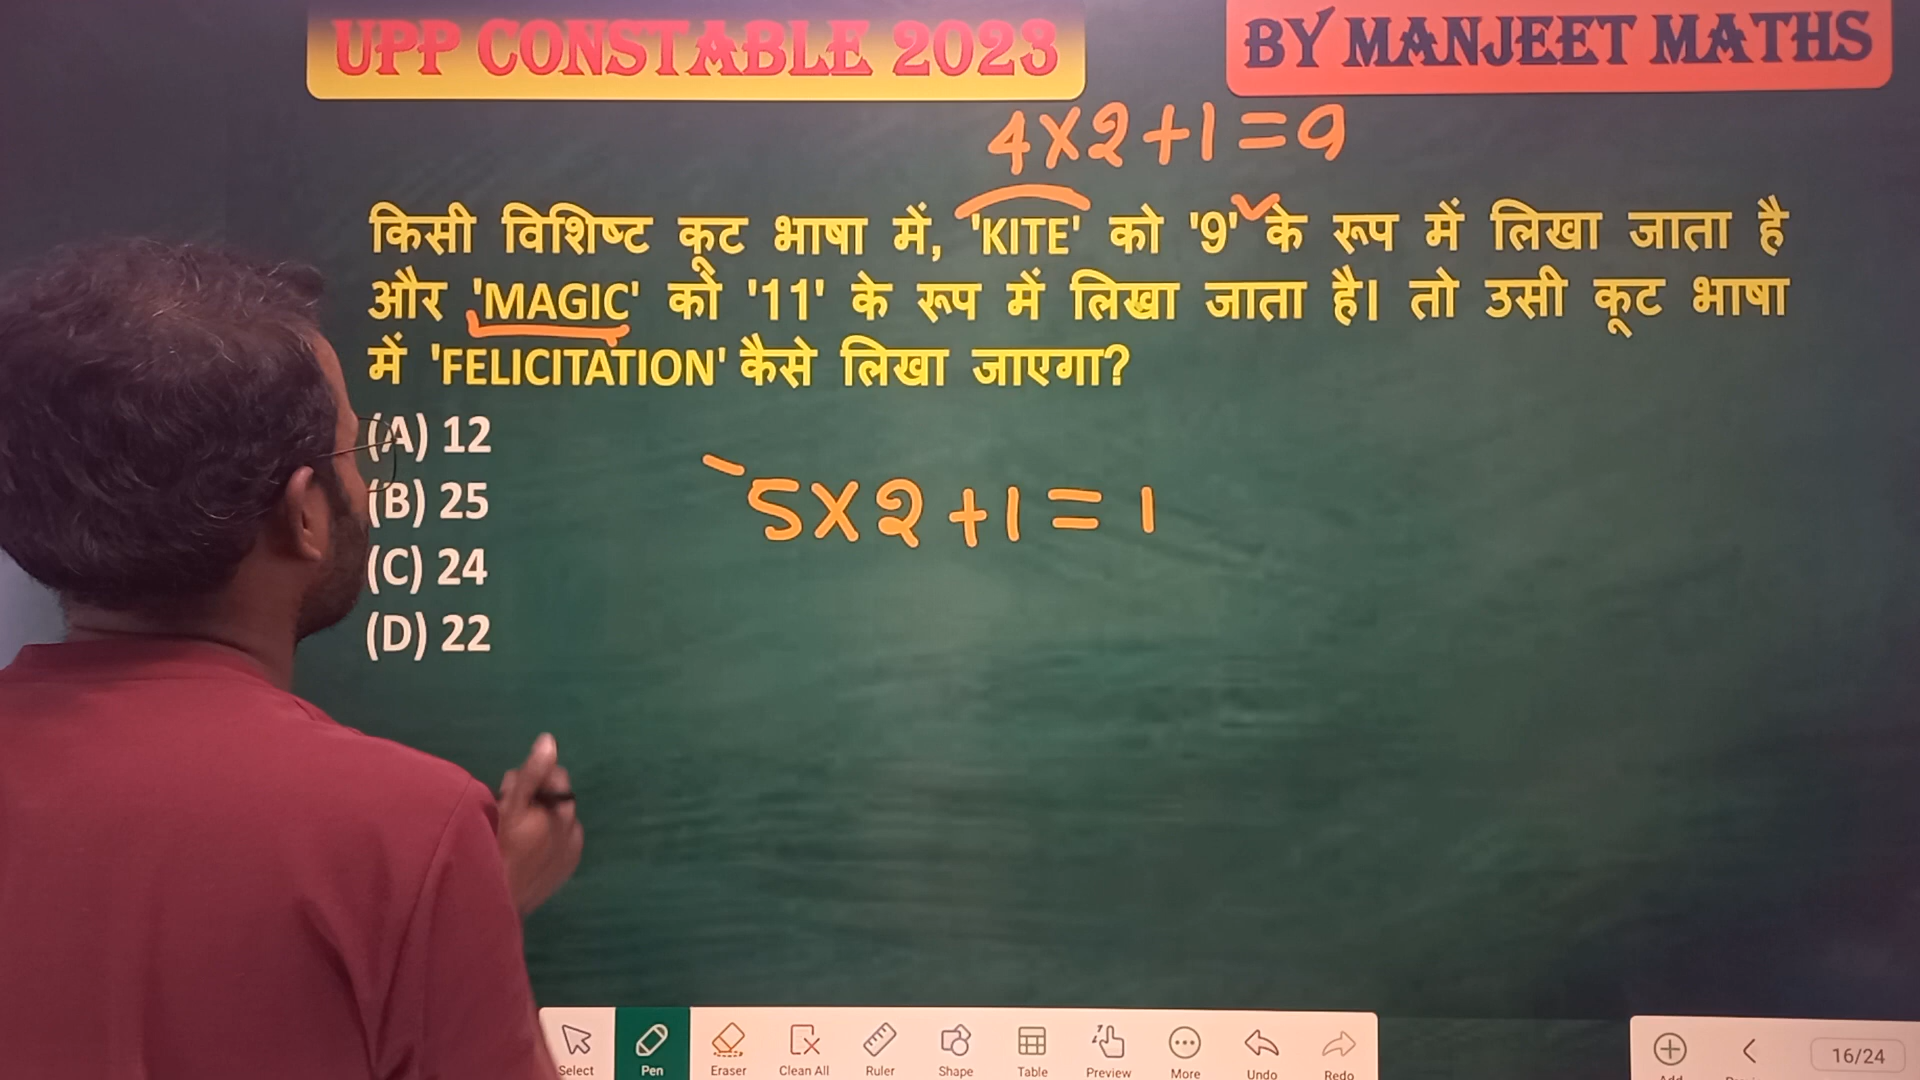 UPP CONSTABLE 2023
BY MANJEET MATHS
4×2+1=9
किसी विशिष्ट कूट भाषा में, 'KITE' को '9' के रूप में लिखा जाता है
और 'MAGIC' को '11' के रूप में लिखा जाता है। तो उसी कूट भाषा
में 'FELICITATION' कैसे लिखा जाएगा?
(A) 12
(B) 25
(C) 24
(D) 22
5×2+1=1
Select Pen Eraser Clean All Ruler Shape Table Preview More Undo Redo
16/24